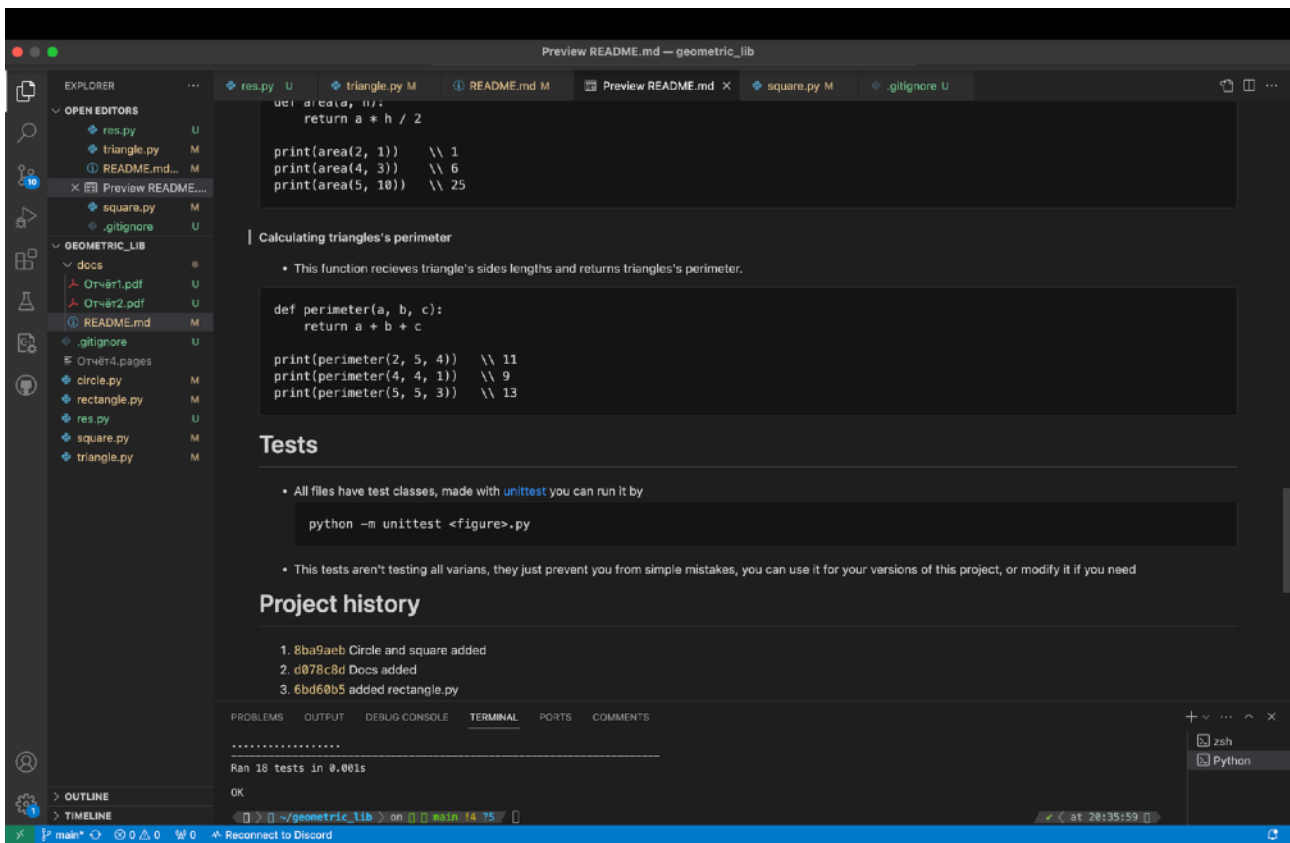 Preview README.md — geometric_lib
EXPLORER
res.py U
triangle.py M
README.md M
Preview README.md
square.py M
.gitignore U
OPEN EDITORS
res.py U
triangle.py M
README.md... M
Preview README....
square.py M
.gitignore U
GEOMETRIC_LIB
docs
Отчёт1.pdf U
Отчёт2.pdf U
README.md M
.gitignore U
Отчёт4.pages
circle.py M
rectangle.py M
res.py U
square.py M
triangle.py M
OUTLINE
TIMELINE
10
1
def area(a, h):
return a * h / 2
print(area(2, 1)) \\ 1
print(area(4, 3)) \\ 6
print(area(5, 10)) \\ 25
Calculating triangles's perimeter
• This function recieves triangle's sides lengths and returns triangles's perimeter.
def perimeter(a, b, c):
return a + b + c
print(perimeter(2, 5, 4)) \\ 11
print(perimeter(4, 4, 1)) \\ 9
print(perimeter(5, 5, 3)) \\ 13
Tests
• All files have test classes, made with unittest you can run it by
python -m unittest <figure>.py
• This tests aren't testing all varians, they just prevent you from simple mistakes, you can use it for your versions of this project, or modify it if you need
Project history
1. 8ba9aeb Circle and square added
2. d078c8d Docs added
3. 6bd60b5 added rectangle.py
PROBLEMS OUTPUT DEBUG CONSOLE TERMINAL PORTS COMMENTS
..................
Ran 18 tests in 0.001s
OK
~/geometric_lib on main !4 ?5
at 20:35:59
zsh
Python
main* 0 0 0 Reconnect to Discord